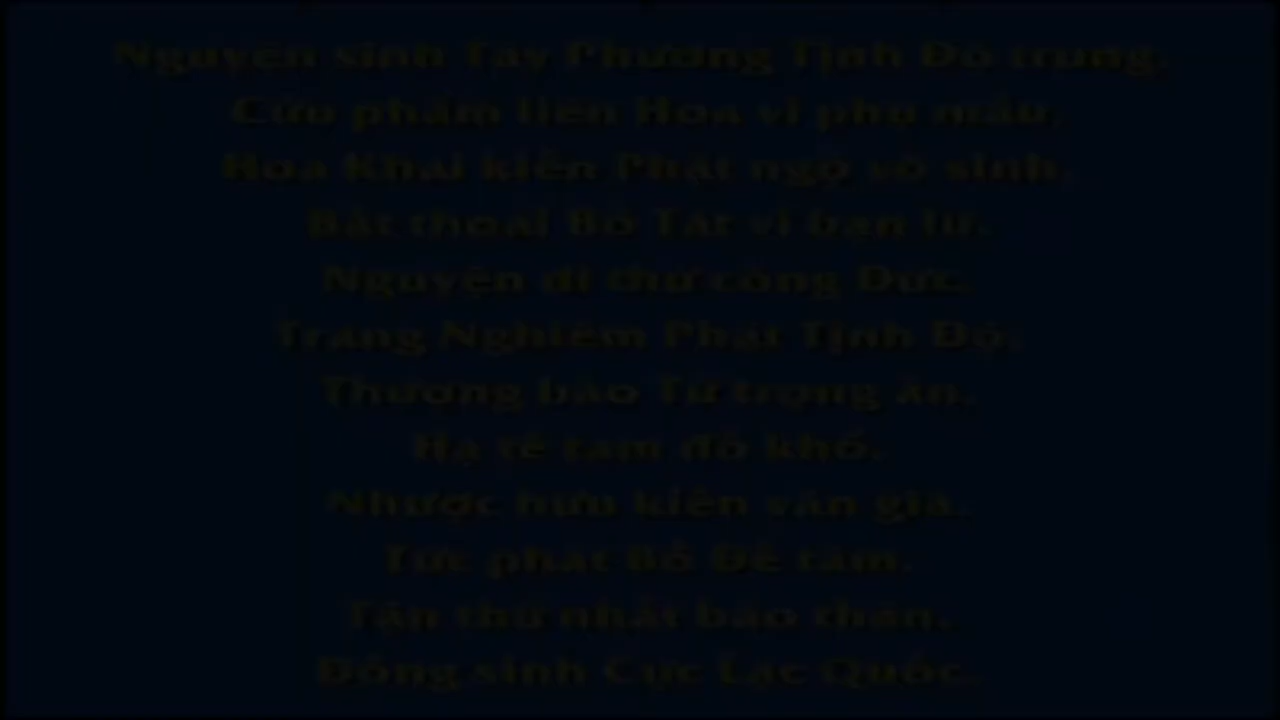 Nguyện sinh Tây Phương Tịnh Độ trung,
Cửu phẩm liên Hoa vi phụ mẫu
Hoa Khai kiến Phật ngộ vô sinh,
Bất thoái Bồ Tát vi bạn lữ.
Nguyện dĩ thử công Đức,
Trang Nghiêm Phật Tịnh Độ,
Thượng báo Tứ trọng ân,
Hạ tế tam đồ khổ.
Nhược hữu kiến văn giả,
Tức phát Bồ Đề tâm.
Tận thử nhất báo thân,
Đồng sinh Cực Lạc Quốc.